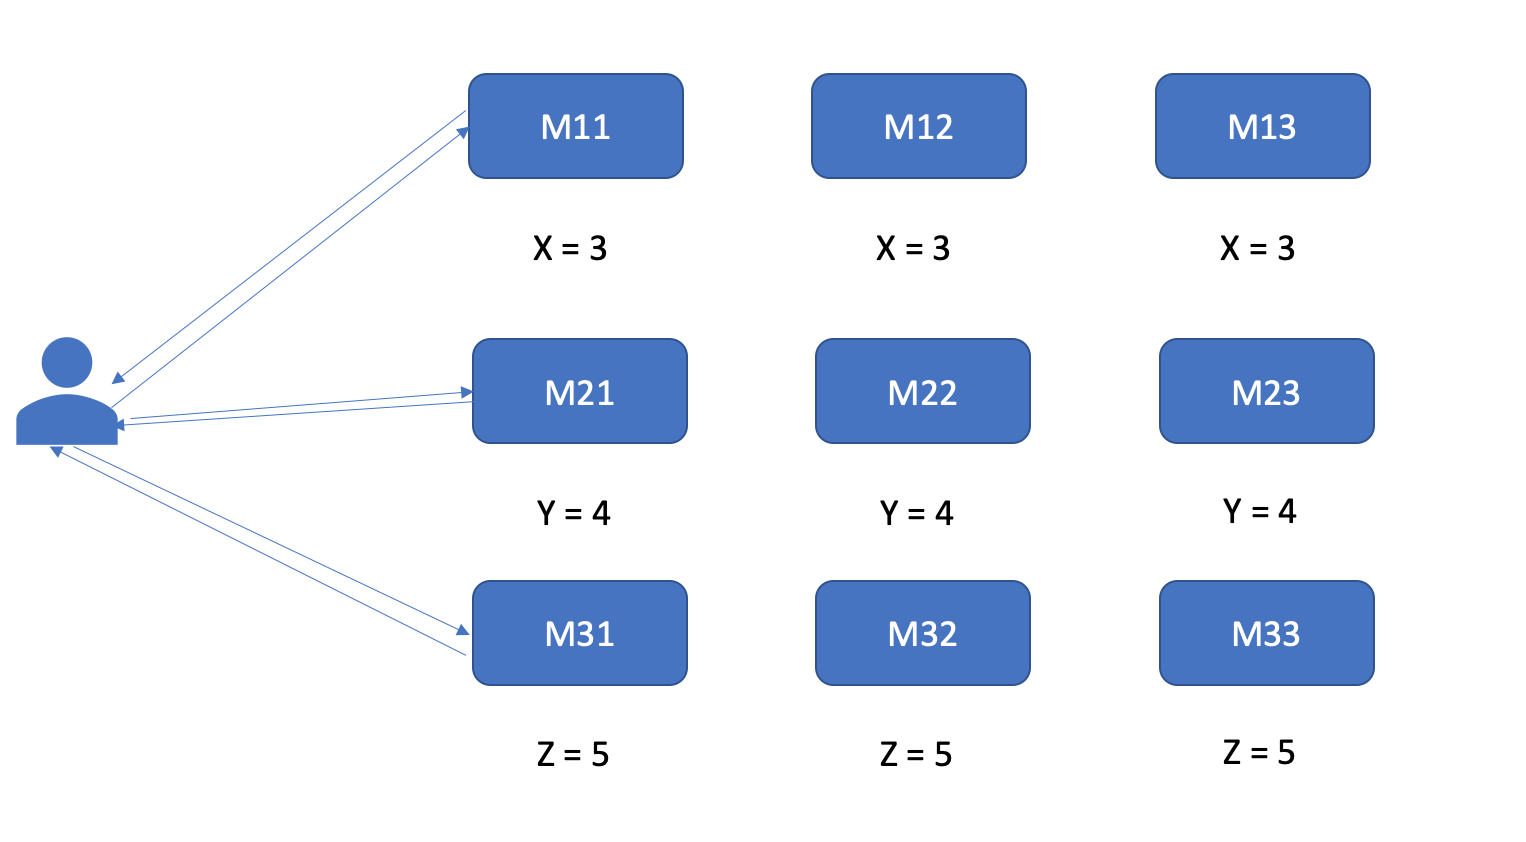 M11 M12 M13
X = 3 X = 3 X = 3
M21 M22 M23
Y = 4 Y = 4 Y = 4
M31 M32 M33
Z = 5 Z = 5 Z = 5